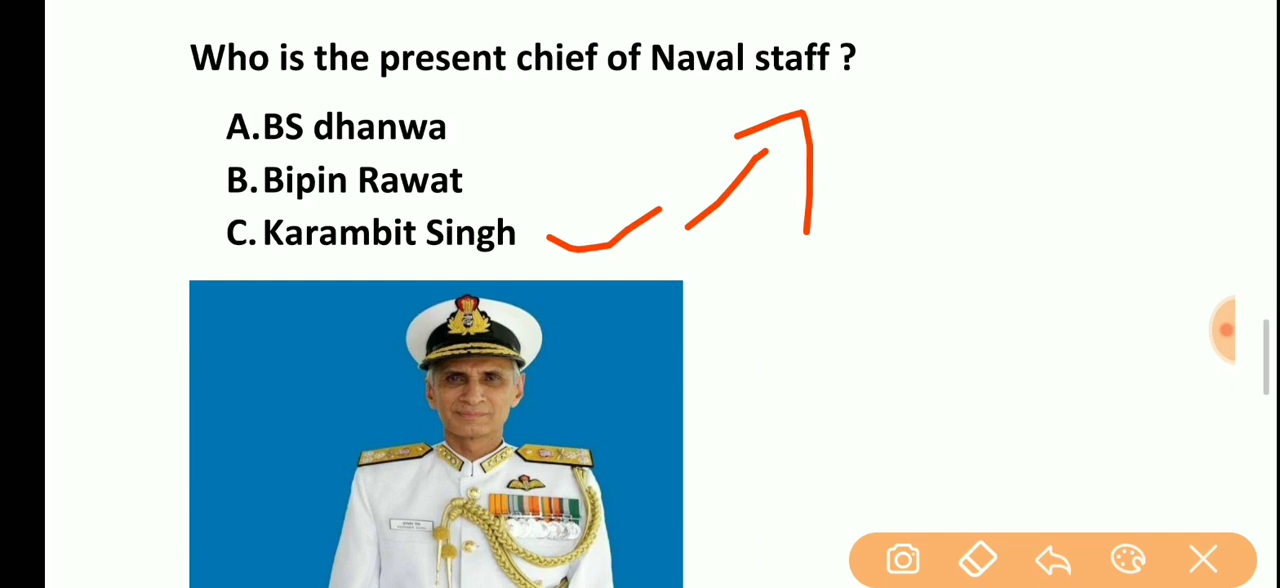 Who is the present chief of Naval staff ?
A. BS dhanwa
B. Bipin Rawat
C. Karambit Singh